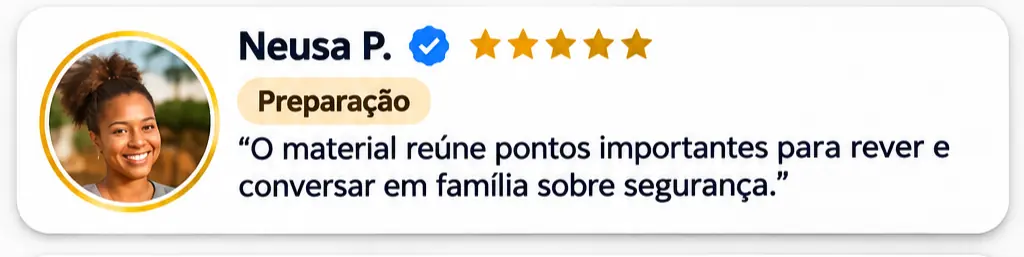 Neusa P.
Preparação
“O material reúne pontos importantes para rever e
conversar em família sobre segurança.”